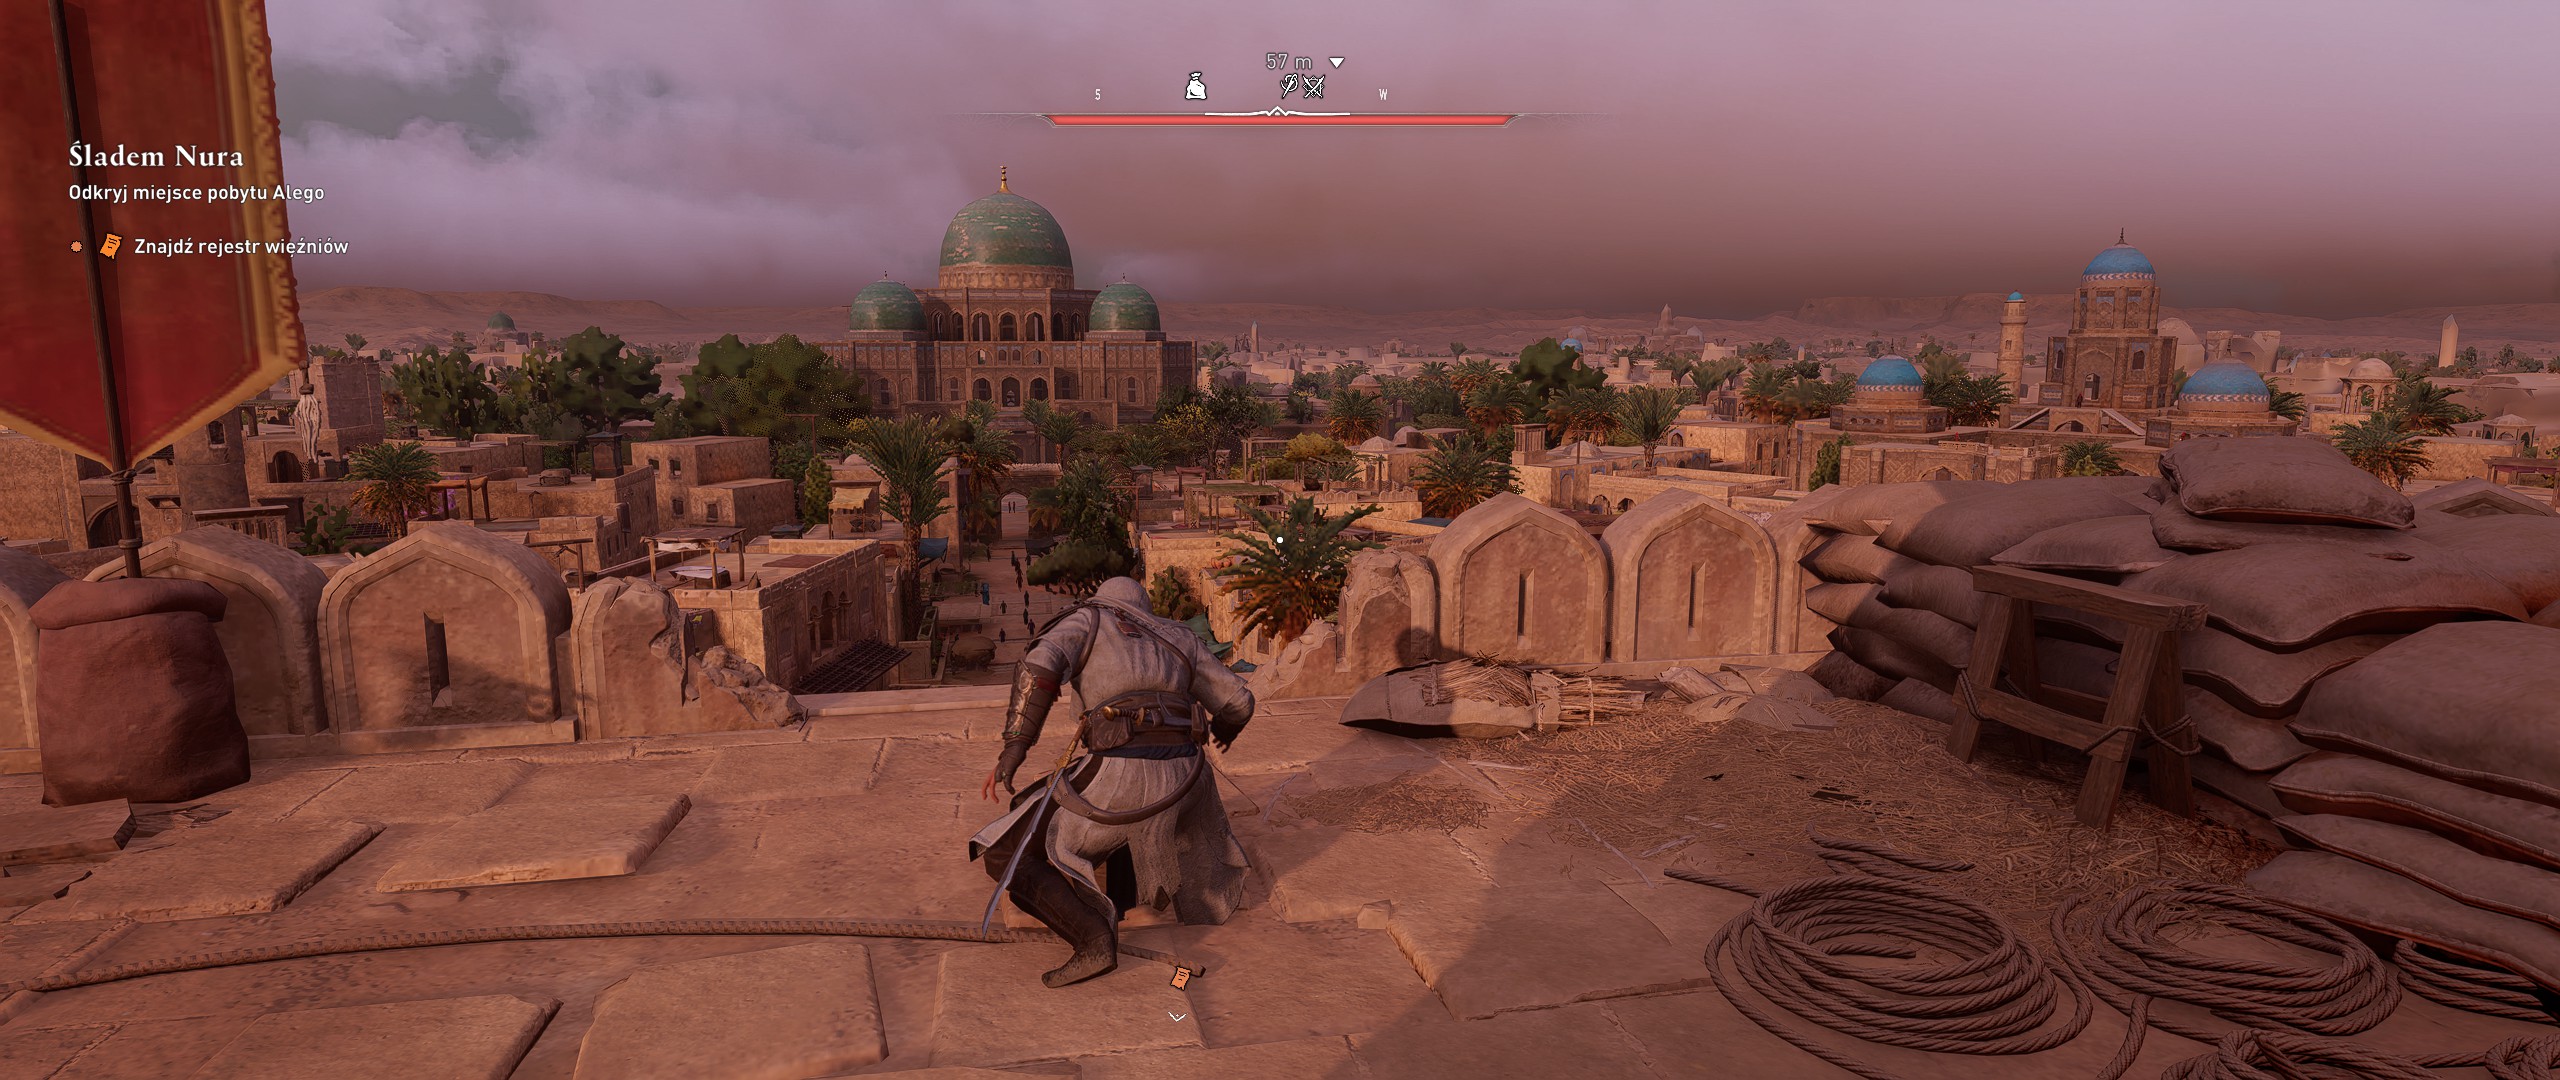 57 m
S
W
Śladem Nura
Odkryj miejsce pobytu Alego
Znajdź rejestr więźniów